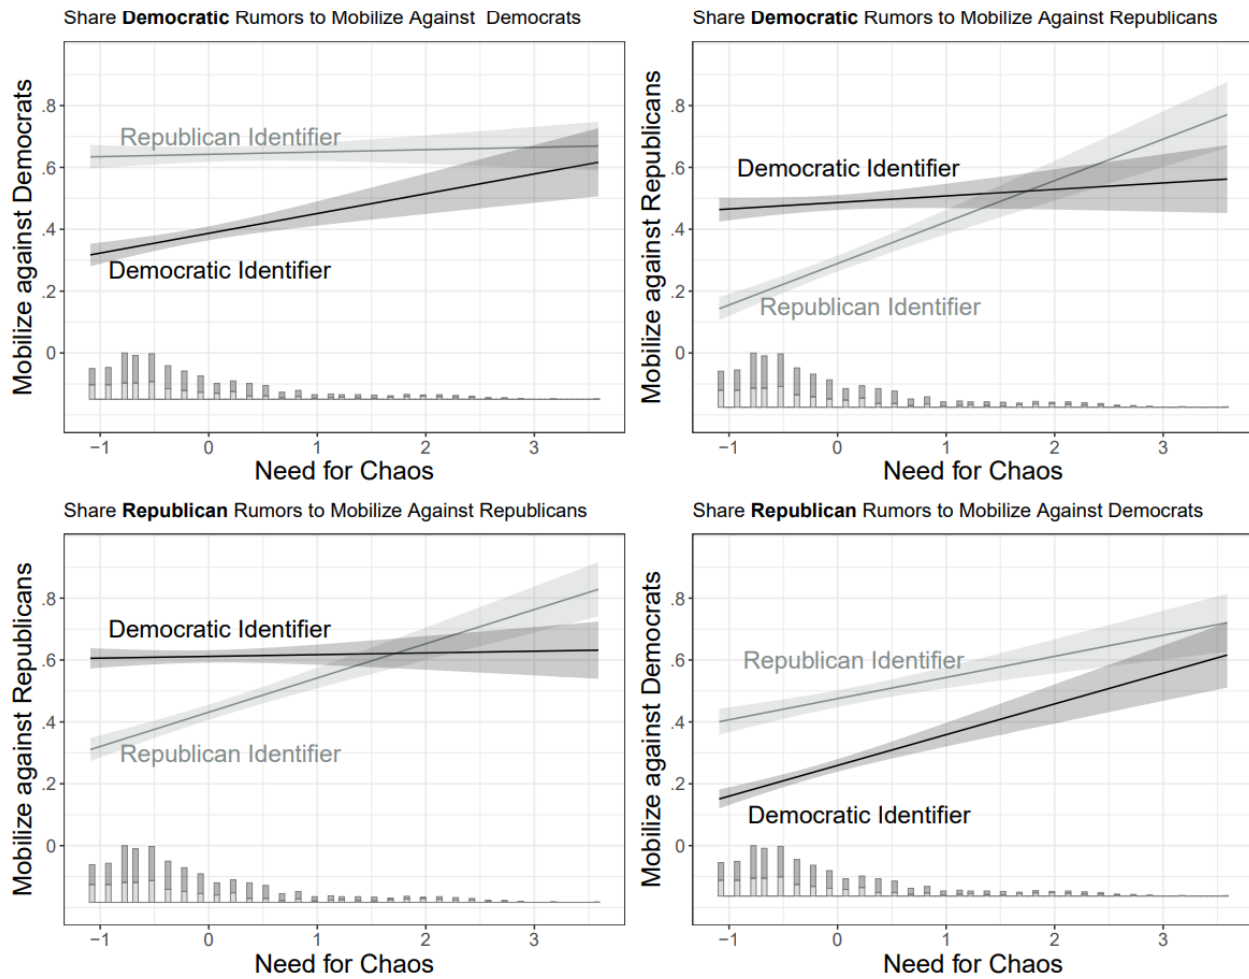 Share Democratic Rumors to Mobilize Against Democrats
Mobilize against Democrats
.8
.6
.4
.2
0
Republican Identifier
Democratic Identifier
−1 0 1 2 3
Need for Chaos
Share Democratic Rumors to Mobilize Against Republicans
Mobilize against Republicans
.8
.6
.4
.2
0
Democratic Identifier
Republican Identifier
−1 0 1 2 3
Need for Chaos
Share Republican Rumors to Mobilize Against Republicans
Mobilize against Republicans
.8
.6
.4
.2
0
Democratic Identifier
Republican Identifier
−1 0 1 2 3
Need for Chaos
Share Republican Rumors to Mobilize Against Democrats
Mobilize against Democrats
.8
.6
.4
.2
0
Republican Identifier
Democratic Identifier
−1 0 1 2 3
Need for Chaos